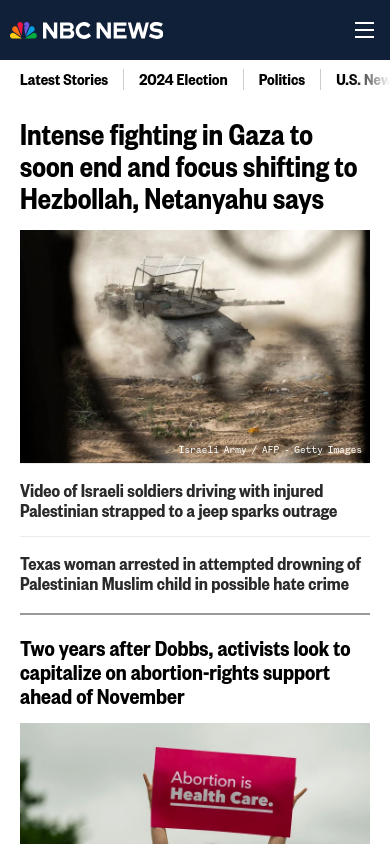 NBC NEWS
Latest Stories
2024 Election
Politics
U.S. New
Intense fighting in Gaza to
soon end and focus shifting to
Hezbollah, Netanyahu says
Israeli Army / AFP - Getty Images
Video of Israeli soldiers driving with injured
Palestinian strapped to a jeep sparks outrage
Texas woman arrested in attempted drowning of
Palestinian Muslim child in possible hate crime
Two years after Dobbs, activists look to
capitalize on abortion-rights support
ahead of November
Abortion is
Health Care.